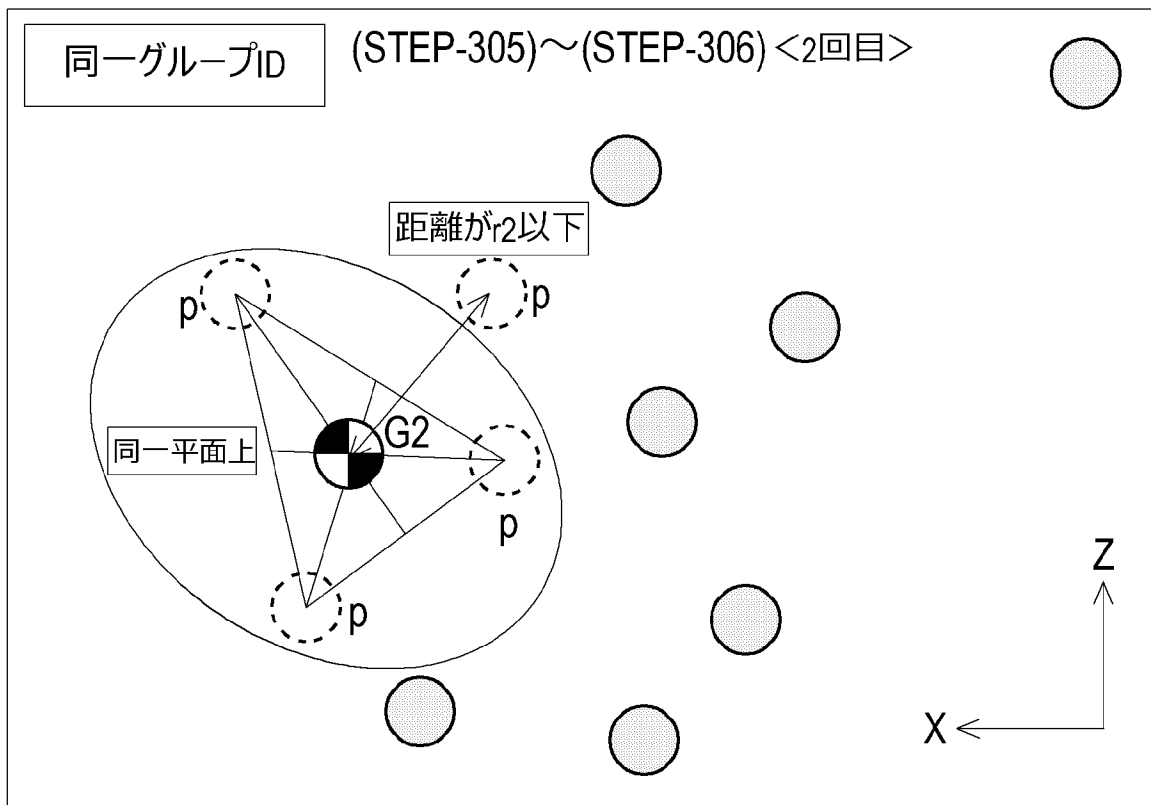 同一グループID
(STEP-305)～(STEP-306) <2回目>
距離がr2以下
p
p
G2
同一平面上
p
p
Z
X